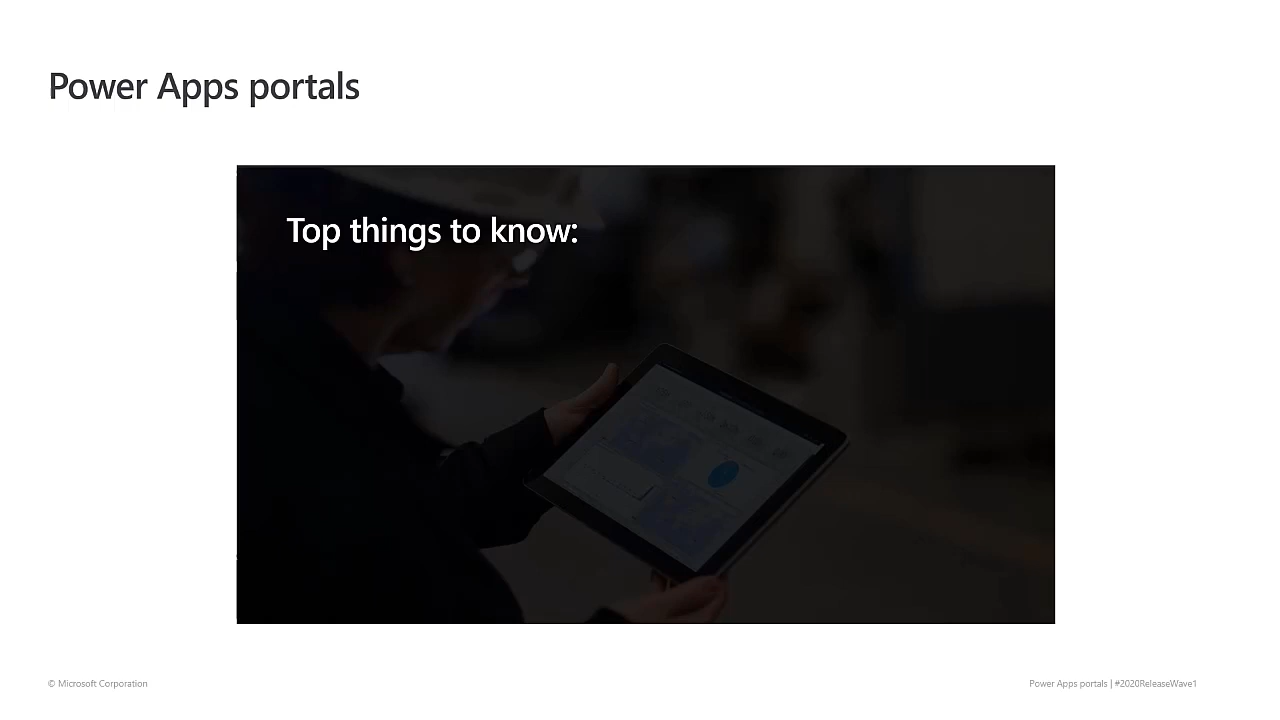 Power Apps portals
Top things to know:
© Microsoft Corporation
Power Apps portals | #2020ReleaseWave1